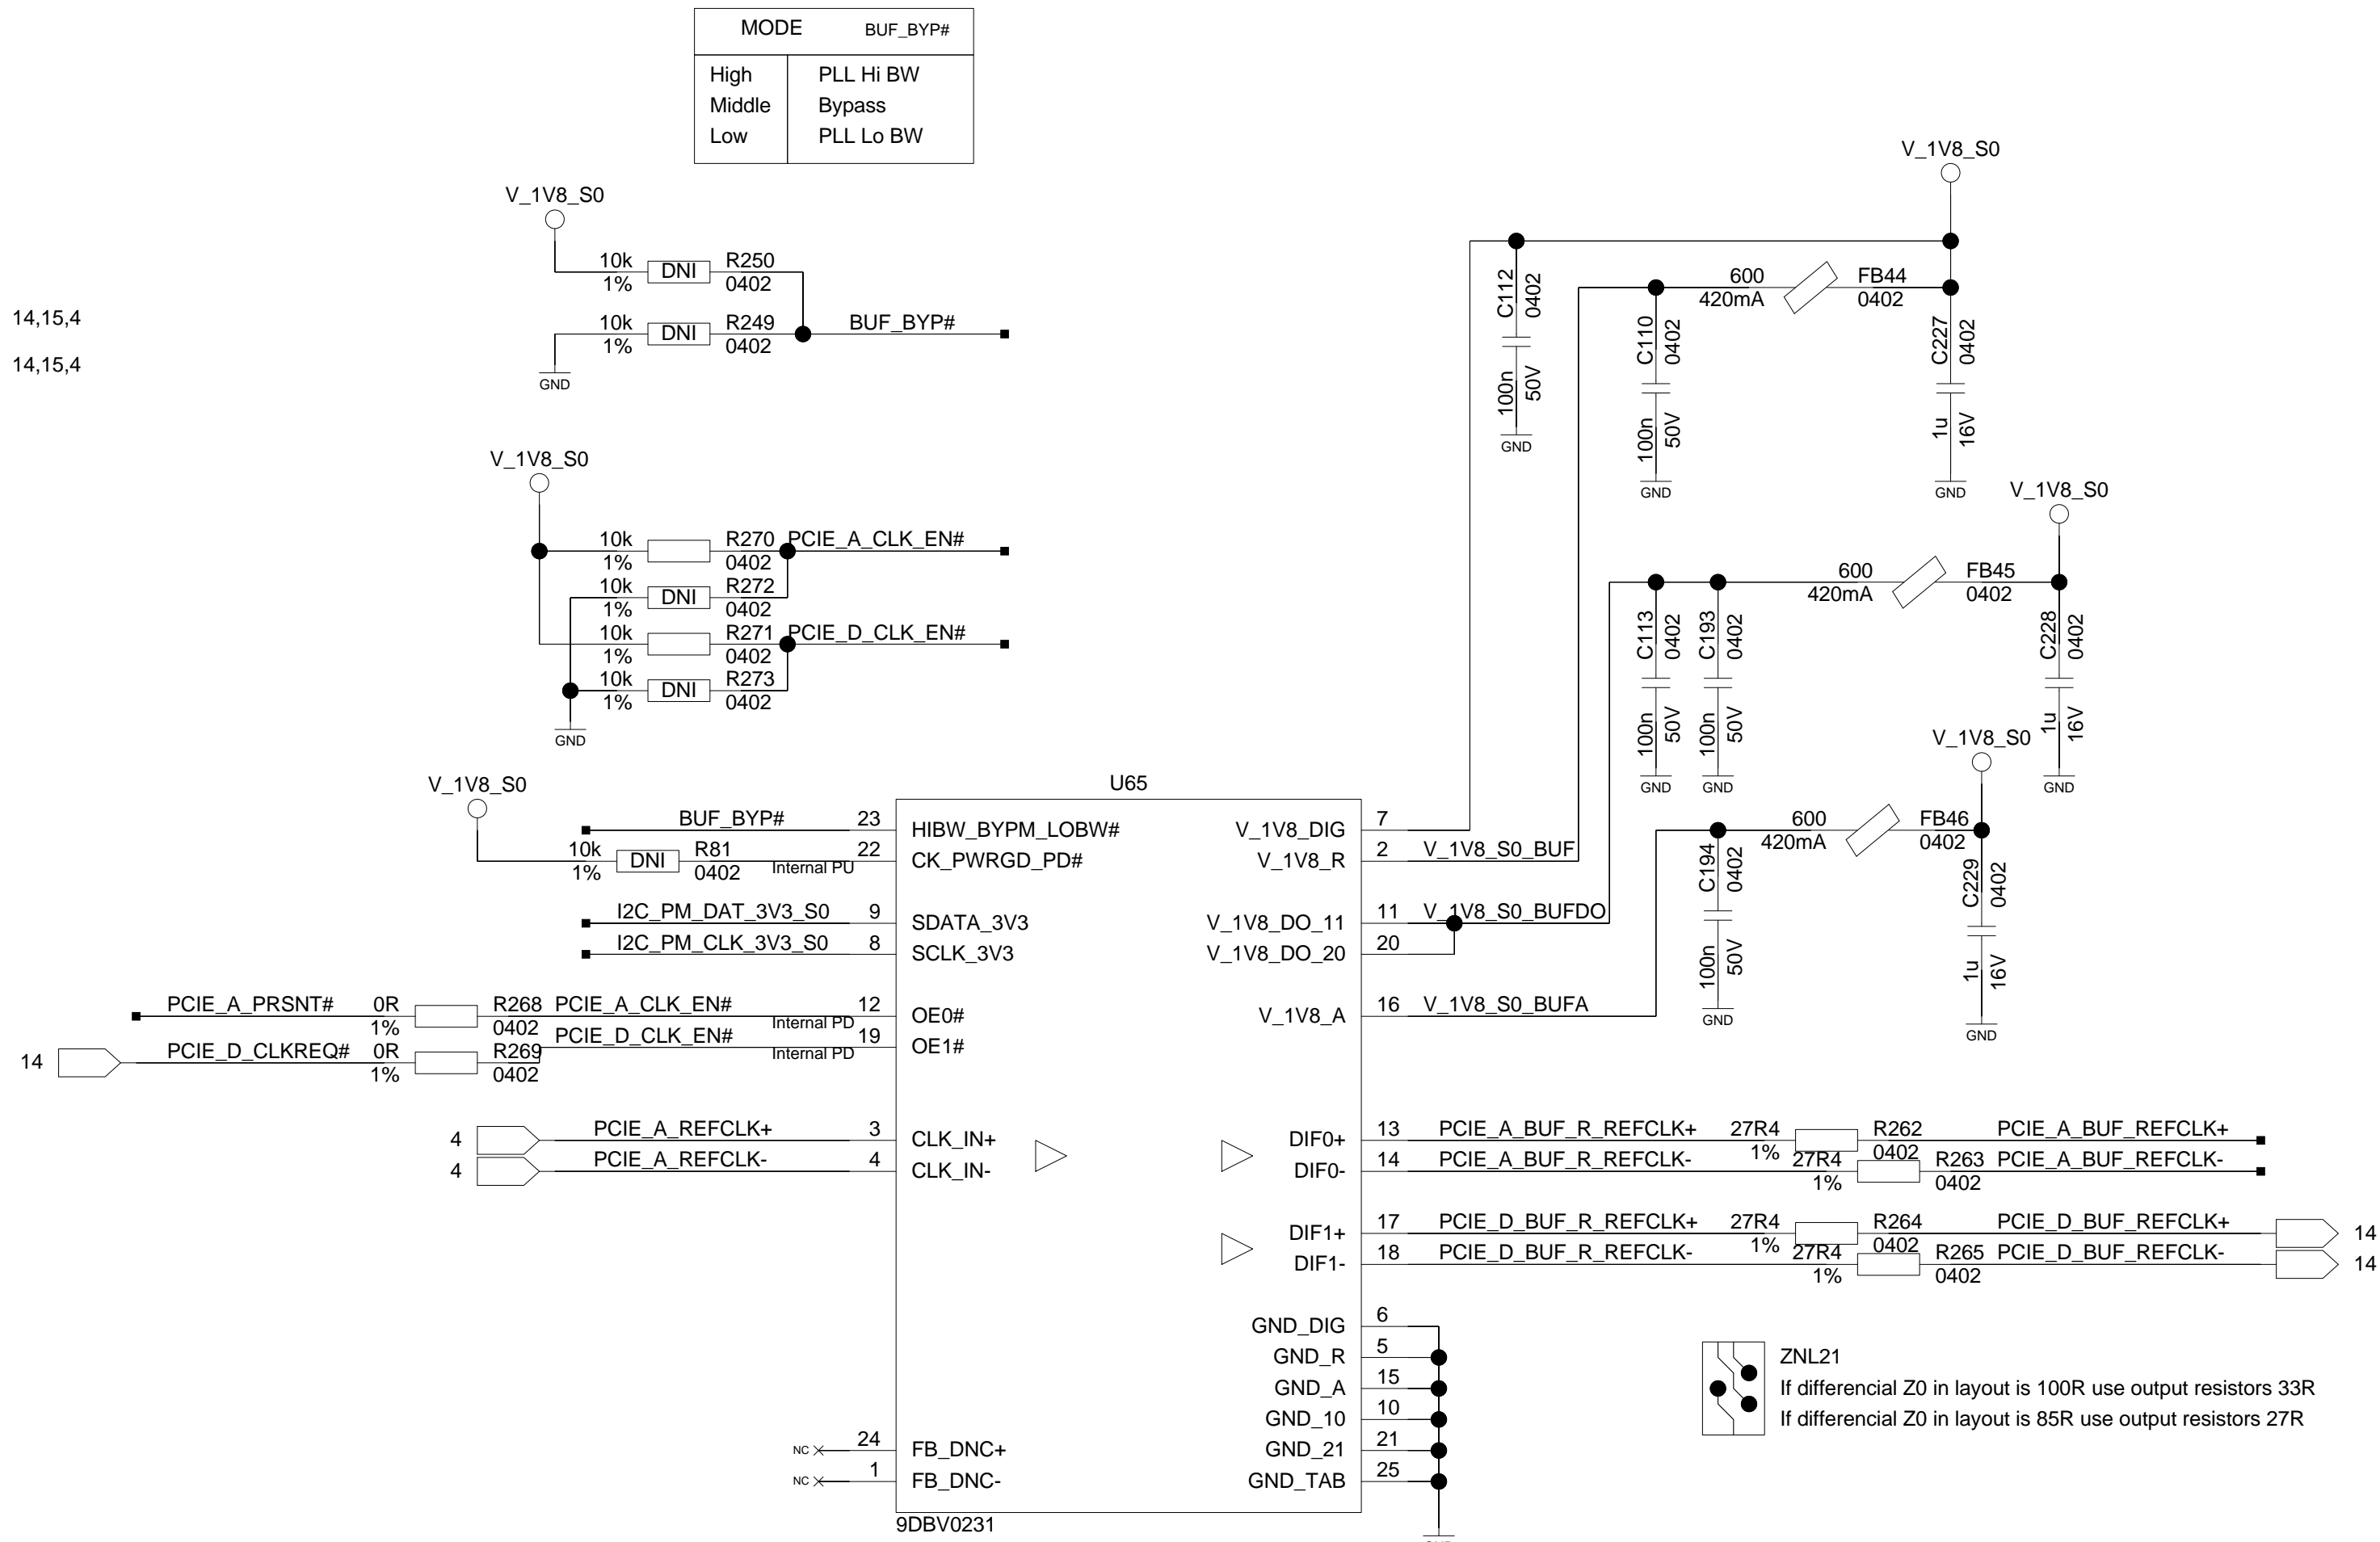 MODE BUF_BYP#
High PLL Hi BW
Middle Bypass
Low PLL Lo BW
V_1V8_S0
10k DNI R250
1% 0402
10k DNI R249 BUF_BYP#
1% 0402
GND
14,15,4
14,15,4
V_1V8_S0
10k R270 PCIE_A_CLK_EN#
1% 0402
10k DNI R272
1% 0402
10k R271 PCIE_D_CLK_EN#
1% 0402
10k DNI R273
1% 0402
GND
V_1V8_S0
C112 0402
100n 50V
GND
600 FB44
420mA 0402
C110 0402
100n 50V
GND
C227 0402
1u 16V
GND
V_1V8_S0
600 FB45
420mA 0402
C113 0402
100n 50V
GND
C193 0402
100n 50V
GND
C228 0402
1u 16V
GND
V_1V8_S0
600 FB46
420mA 0402
C194 0402
100n 50V
GND
C229 0402
1u 16V
GND
V_1V8_S0
U65
BUF_BYP# 23 HIBW_BYPM_LOBW# V_1V8_DIG 7
10k DNI R81 22 CK_PWRGD_PD# V_1V8_R 2 V_1V8_S0_BUF
1% 0402 Internal PU
I2C_PM_DAT_3V3_S0 9 SDATA_3V3 V_1V8_DO_11 11 V_1V8_S0_BUFDO
I2C_PM_CLK_3V3_S0 8 SCLK_3V3 V_1V8_DO_20 20
PCIE_A_PRSNT# 0R R268 PCIE_A_CLK_EN# 12 OE0# V_1V8_A 16 V_1V8_S0_BUFA
1% 0402 Internal PD
14 PCIE_D_CLKREQ# 0R R269 PCIE_D_CLK_EN# 19 OE1#
1% 0402 Internal PD
4 PCIE_A_REFCLK+ 3 CLK_IN+ DIF0+ 13 PCIE_A_BUF_R_REFCLK+ 27R4 R262 PCIE_A_BUF_REFCLK+
1% 0402
4 PCIE_A_REFCLK- 4 CLK_IN- DIF0- 14 PCIE_A_BUF_R_REFCLK- 27R4 R263 PCIE_A_BUF_REFCLK-
1% 0402
DIF1+ 17 PCIE_D_BUF_R_REFCLK+ 27R4 R264 PCIE_D_BUF_REFCLK+ 14
1% 0402
DIF1- 18 PCIE_D_BUF_R_REFCLK- 27R4 R265 PCIE_D_BUF_REFCLK- 14
1% 0402
GND_DIG 6
GND_R 5
GND_A 15
GND_10 10
NC 24 FB_DNC+ GND_21 21
NC 1 FB_DNC- GND_TAB 25
9DBV0231
ZNL21
If differencial Z0 in layout is 100R use output resistors 33R
If differencial Z0 in layout is 85R use output resistors 27R